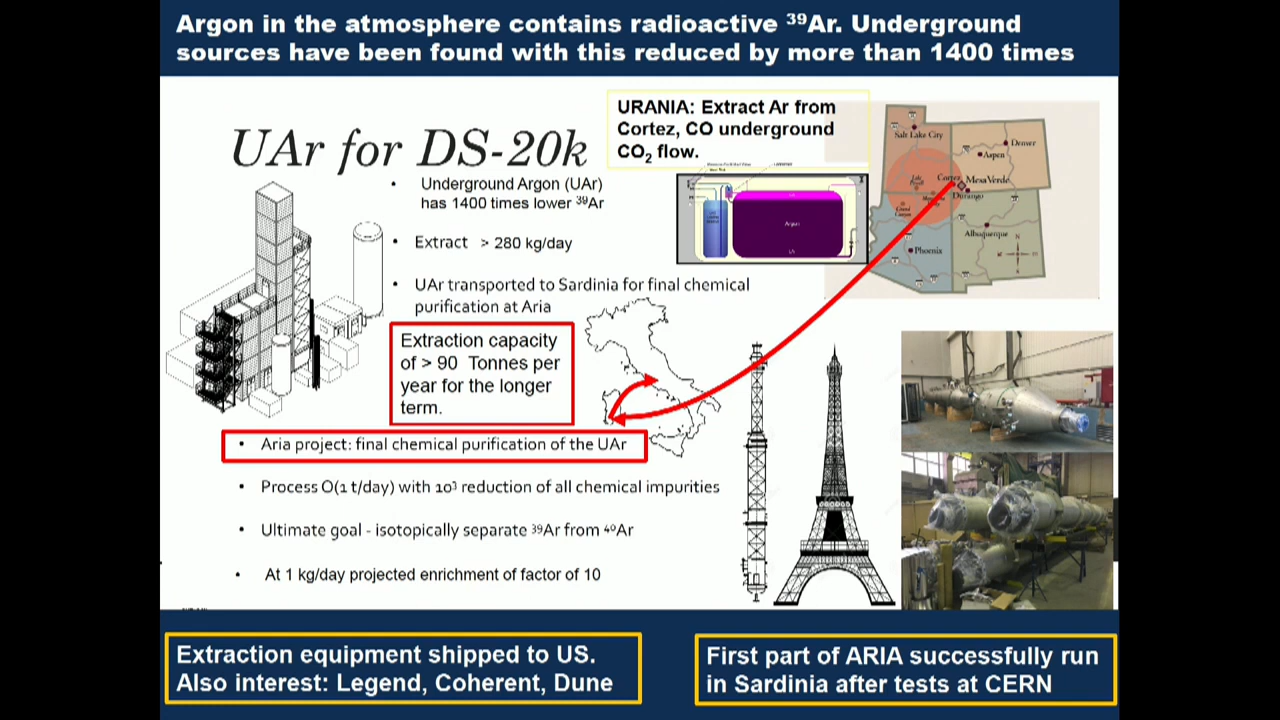 Argon in the atmosphere contains radioactive ³⁹Ar. Underground
sources have been found with this reduced by more than 1400 times
URANIA: Extract Ar from
Cortez, CO underground
CO₂ flow.
UAr for DS-20k
• Underground Argon (UAr)
has 1400 times lower ³⁹Ar
• Extract > 280 kg/day
• UAr transported to Sardinia for final chemical
purification at Aria
Argon
Salt Lake City
Denver
Aspen
Cortez
Mesa Verde
Durango
Grand
Canyon
Albuquerque
Phoenix
Extraction capacity
of > 90 Tonnes per
year for the longer
term.
• Aria project: final chemical purification of the UAr
• Process O(1 t/day) with 10³ reduction of all chemical impurities
• Ultimate goal - isotopically separate ³⁹Ar from ⁴⁰Ar
• At 1 kg/day projected enrichment of factor of 10
Extraction equipment shipped to US.
Also interest: Legend, Coherent, Dune
First part of ARIA successfully run
in Sardinia after tests at CERN